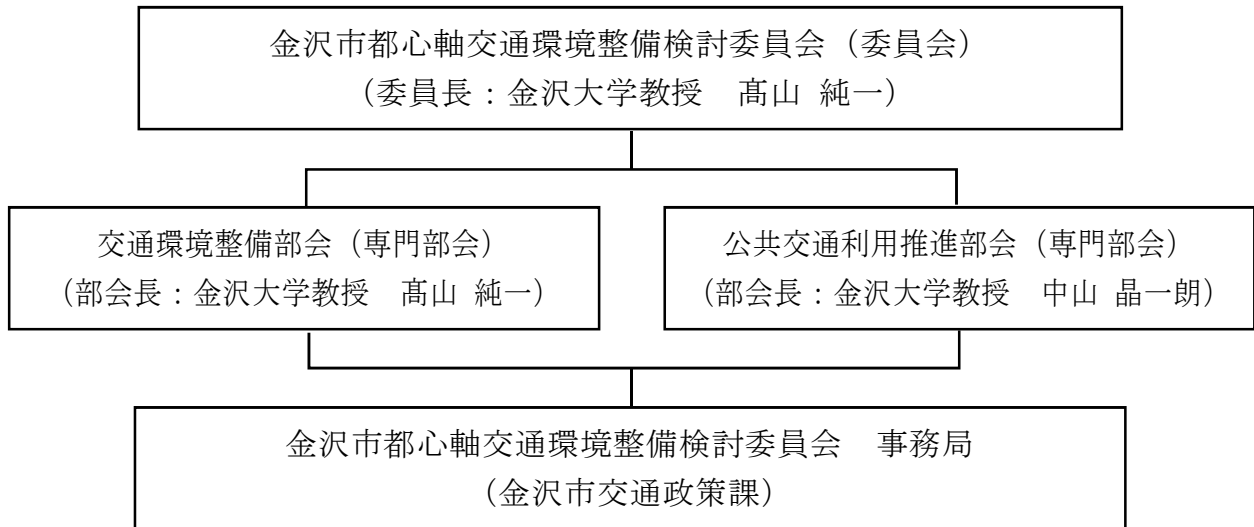 金沢市都心軸交通環境整備検討委員会（委員会）
（委員長：金沢大学教授　髙山 純一）
交通環境整備部会（専門部会）
（部会長：金沢大学教授　髙山 純一）
公共交通利用推進部会（専門部会）
（部会長：金沢大学教授　中山 晶一朗）
金沢市都心軸交通環境整備検討委員会　事務局
（金沢市交通政策課）